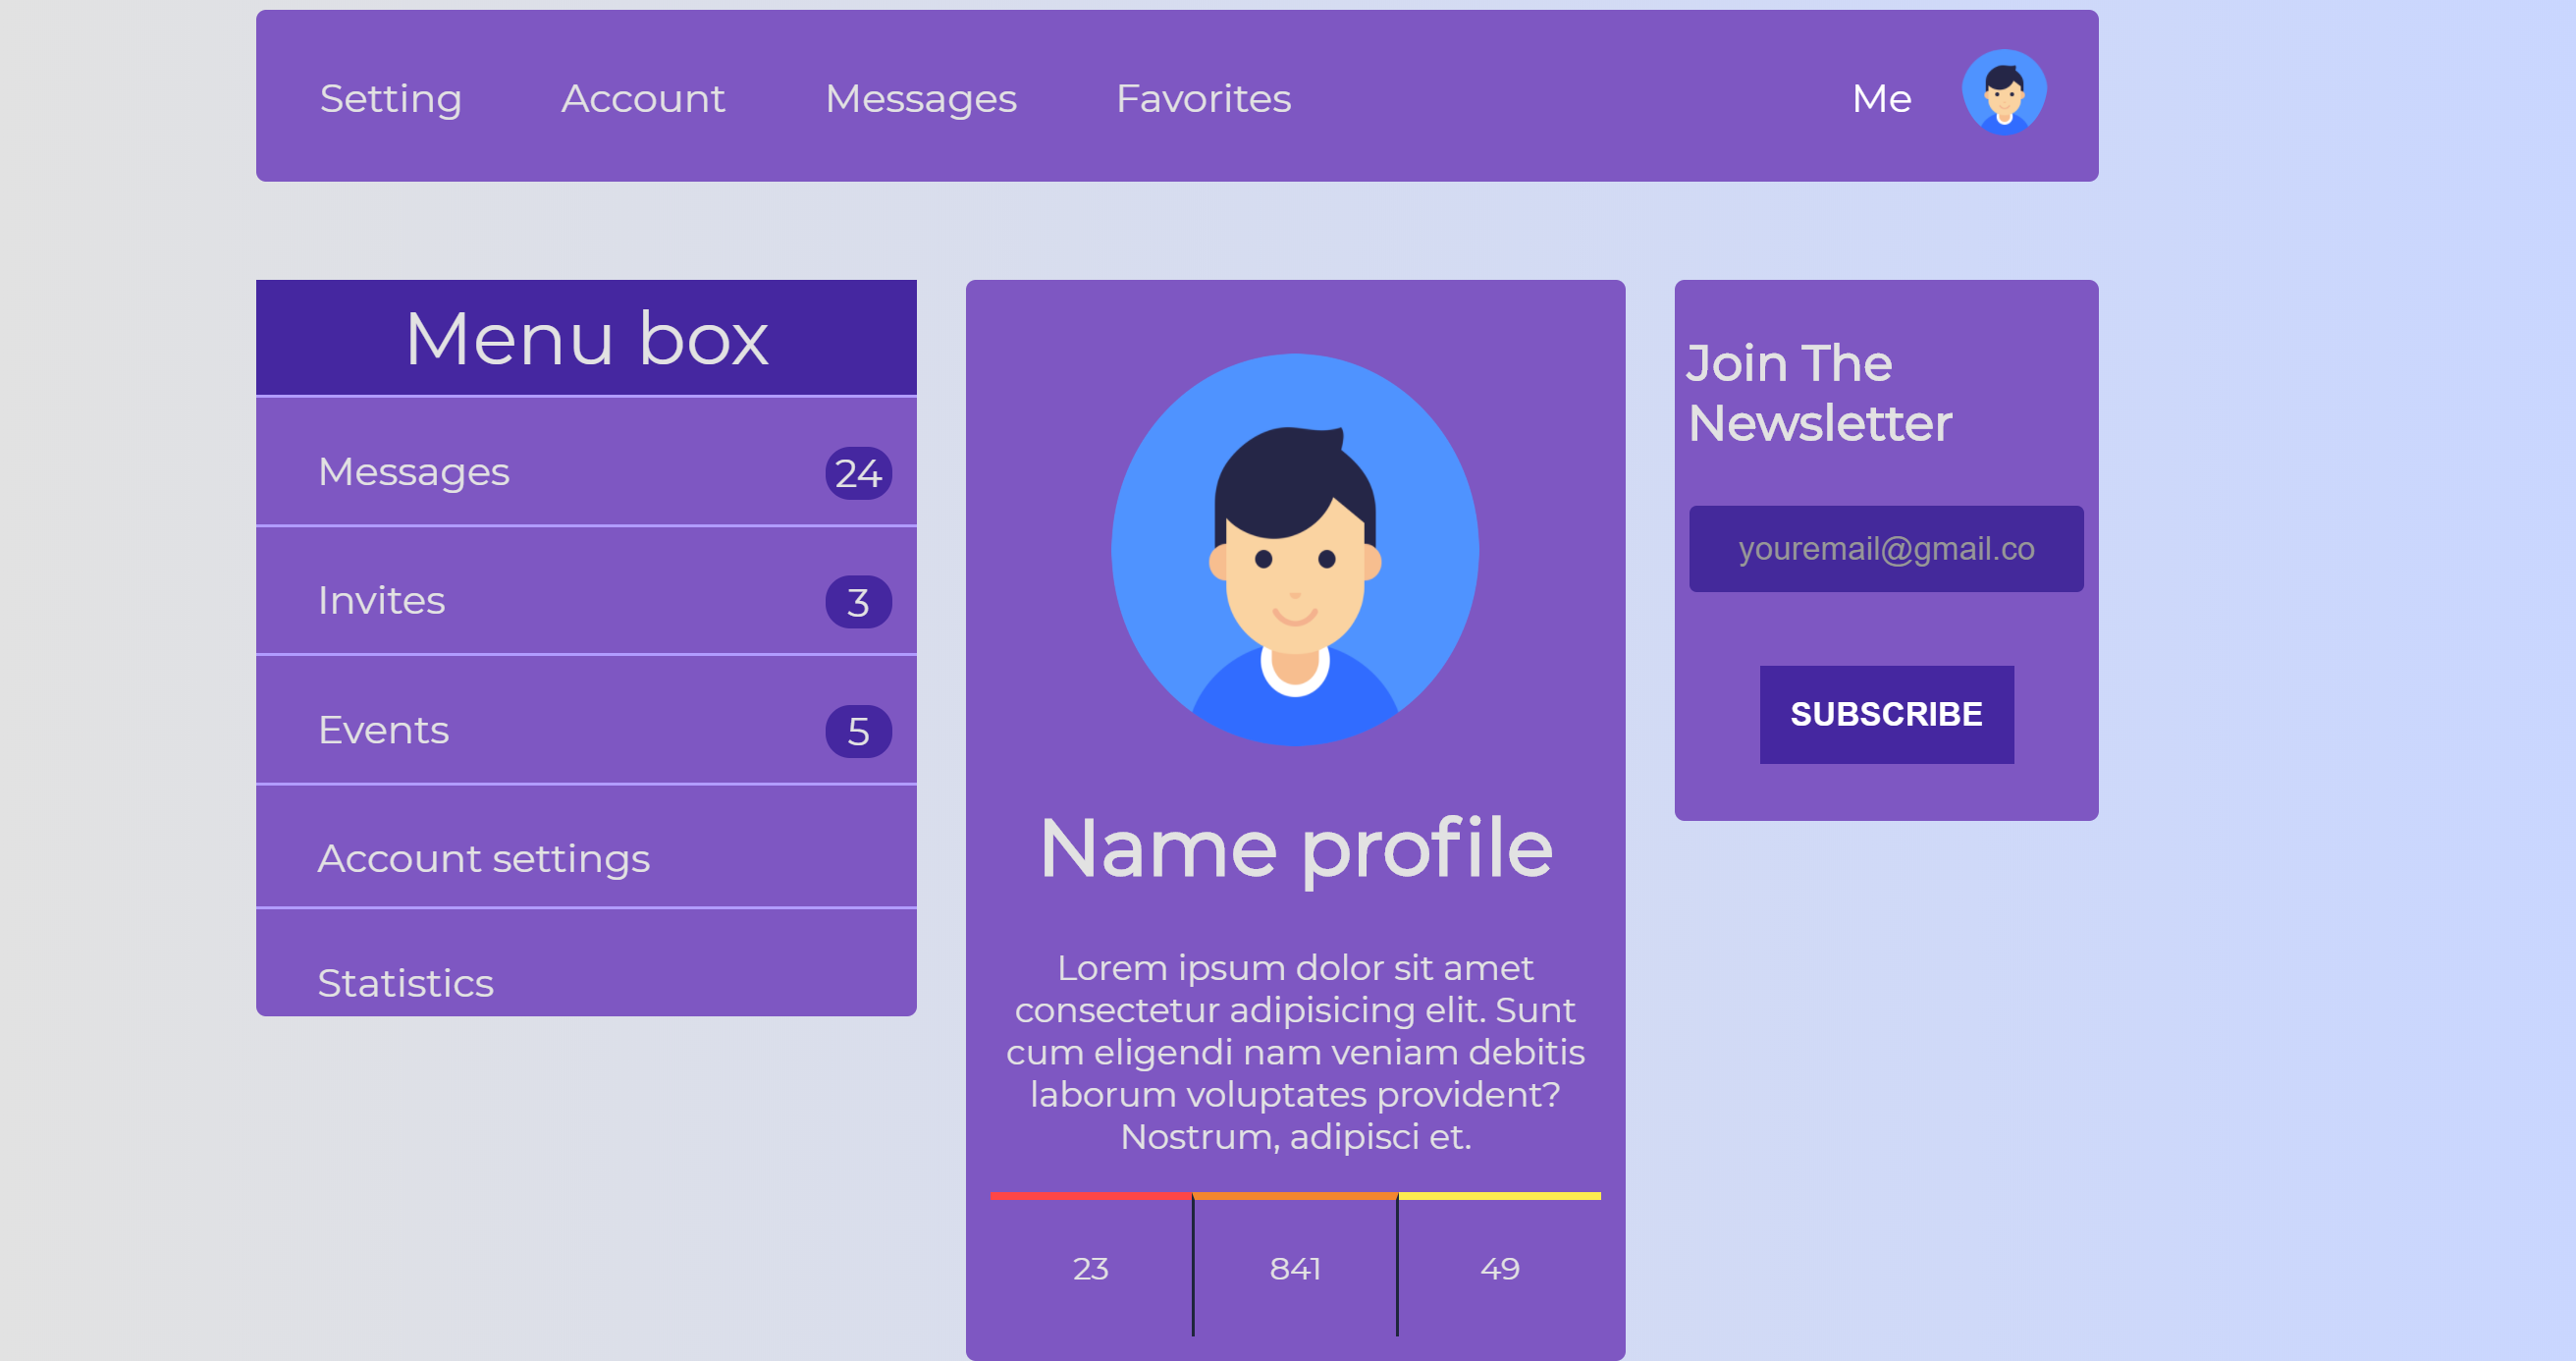 Setting Account Messages Favorites Me
Menu box
Messages 24
Invites 3
Events 5
Account settings
Statistics
Name profile
Lorem ipsum dolor sit amet
consectetur adipisicing elit. Sunt
cum eligendi nam veniam debitis
laborum voluptates provident?
Nostrum, adipisci et.
23 841 49
Join The
Newsletter
youremail@gmail.co
SUBSCRIBE